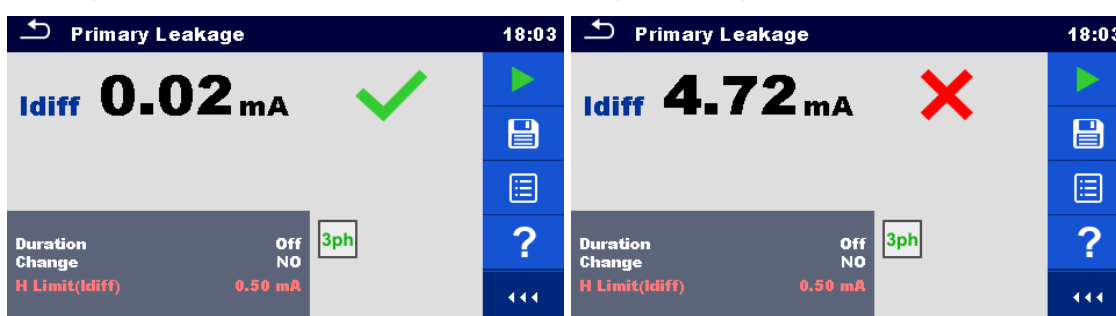 Primary Leakage 18:03
Idiff 0.02 mA
3ph
Duration Off
Change NO
H Limit(Idiff) 0.50 mA
?
Primary Leakage 18:03
Idiff 4.72 mA
3ph
Duration Off
Change NO
H Limit(Idiff) 0.50 mA
?